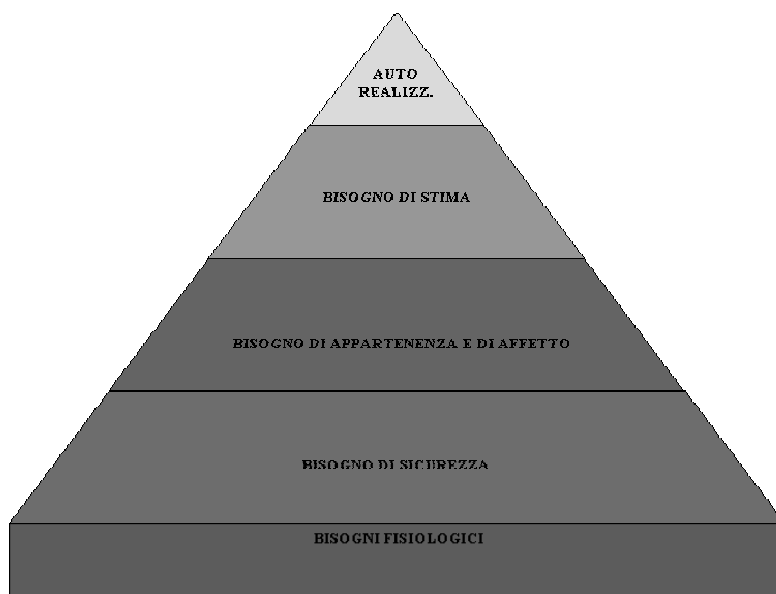 AUTO
REALIZZ.
BISOGNO DI STIMA
BISOGNO DI APPARTENENZA E DI AFFETTO
BISOGNO DI SICUREZZA
BISOGNI FISIOLOGICI